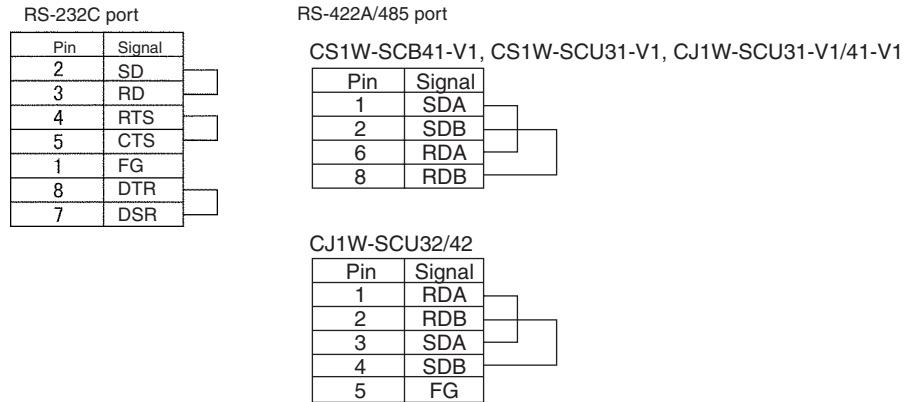 RS-232C port
Pin Signal
2 SD
3 RD
4 RTS
5 CTS
1 FG
8 DTR
7 DSR
RS-422A/485 port
CS1W-SCB41-V1, CS1W-SCU31-V1, CJ1W-SCU31-V1/41-V1
Pin Signal
1 SDA
2 SDB
6 RDA
8 RDB
CJ1W-SCU32/42
Pin Signal
1 RDA
2 RDB
3 SDA
4 SDB
5 FG